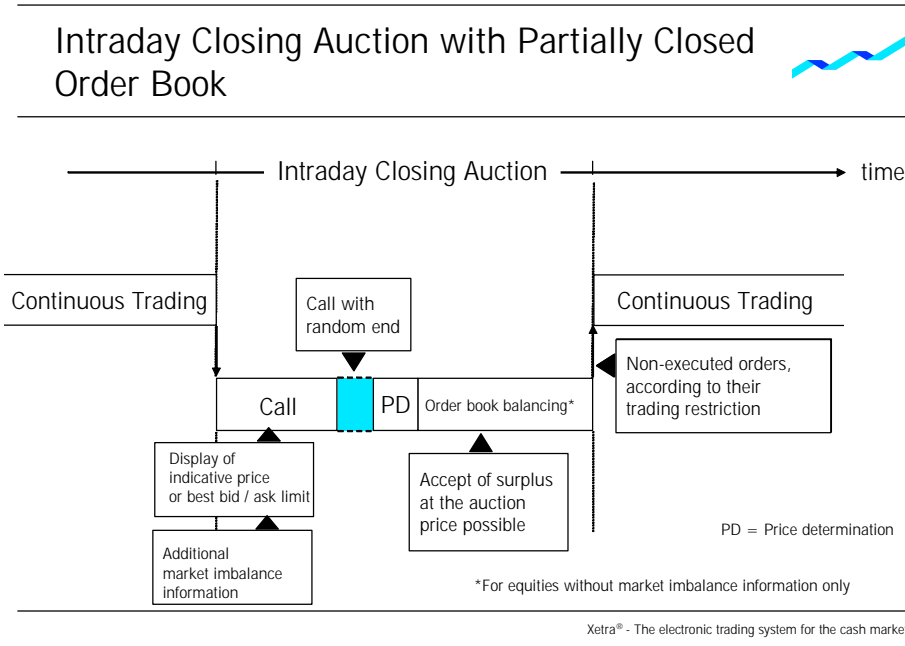 Intraday Closing Auction with Partially Closed
Order Book
Intraday Closing Auction
time
Continuous Trading
Call with
random end
Continuous Trading
Non-executed orders,
according to their
trading restriction
Call
PD
Order book balancing*
Display of
indicative price
or best bid / ask limit
Accept of surplus
at the auction
price possible
Additional
market imbalance
information
PD = Price determination
*For equities without market imbalance information only
Xetra® - The electronic trading system for the cash market